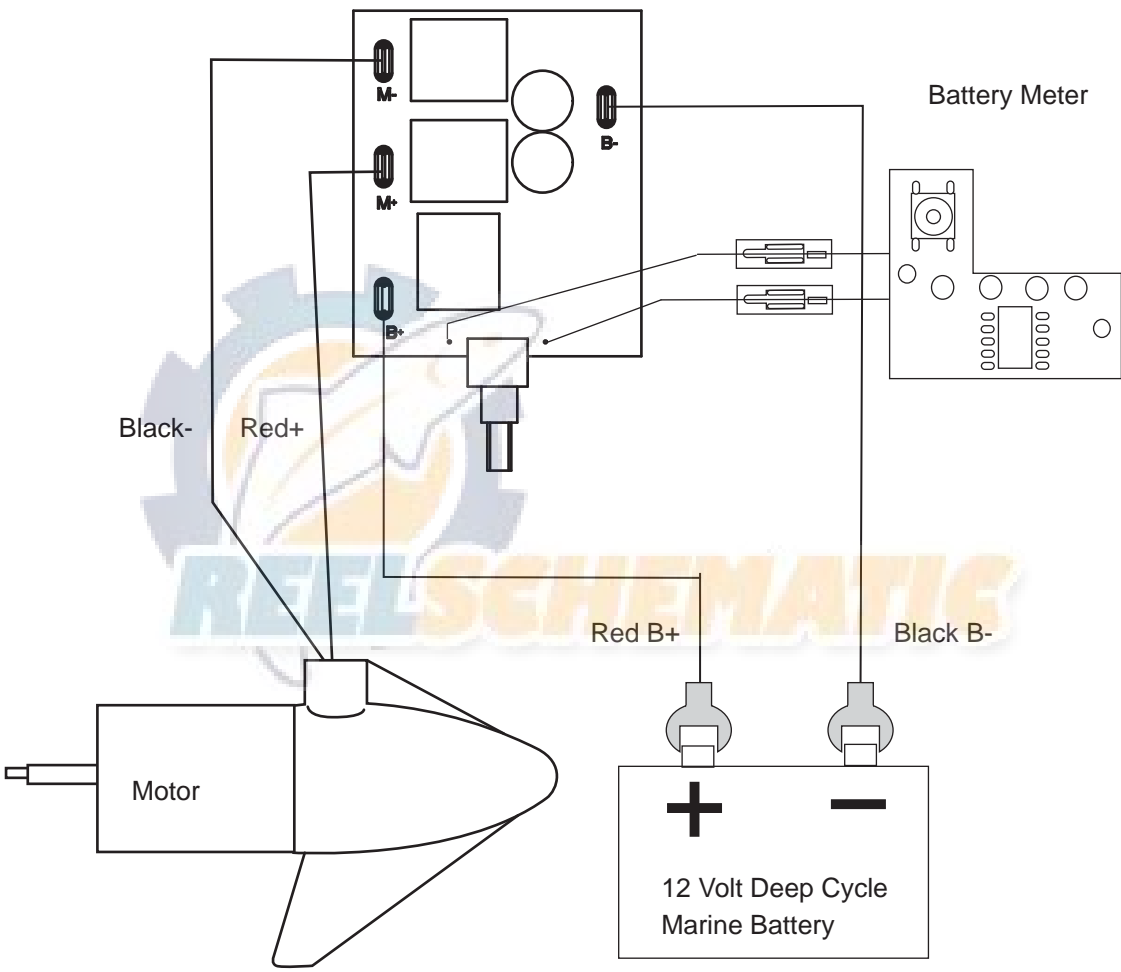 M-
B-
Battery Meter
M+
B+
Black-
Red+
REELSCHEMATIC
Red B+
Black B-
Motor
12 Volt Deep Cycle
Marine Battery